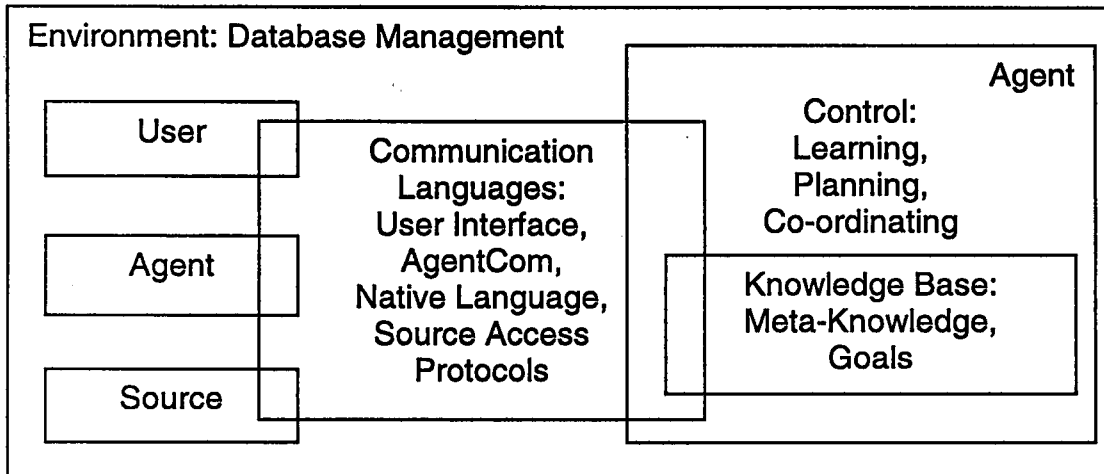 Environment: Database Management
User
Agent
Source
Communication
Languages:
User Interface,
AgentCom,
Native Language,
Source Access
Protocols
Agent
Control:
Learning,
Planning,
Co-ordinating
Knowledge Base:
Meta-Knowledge,
Goals